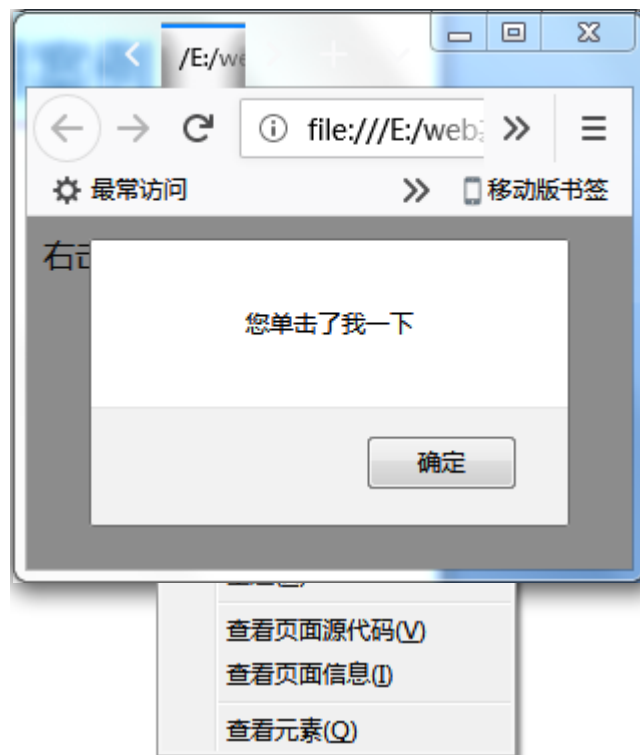 /E:/we
file:///E:/web
最常访问
移动版书签
右击
您单击了我一下
确定
查看页面源代码(V)
查看页面信息(I)
查看元素(Q)